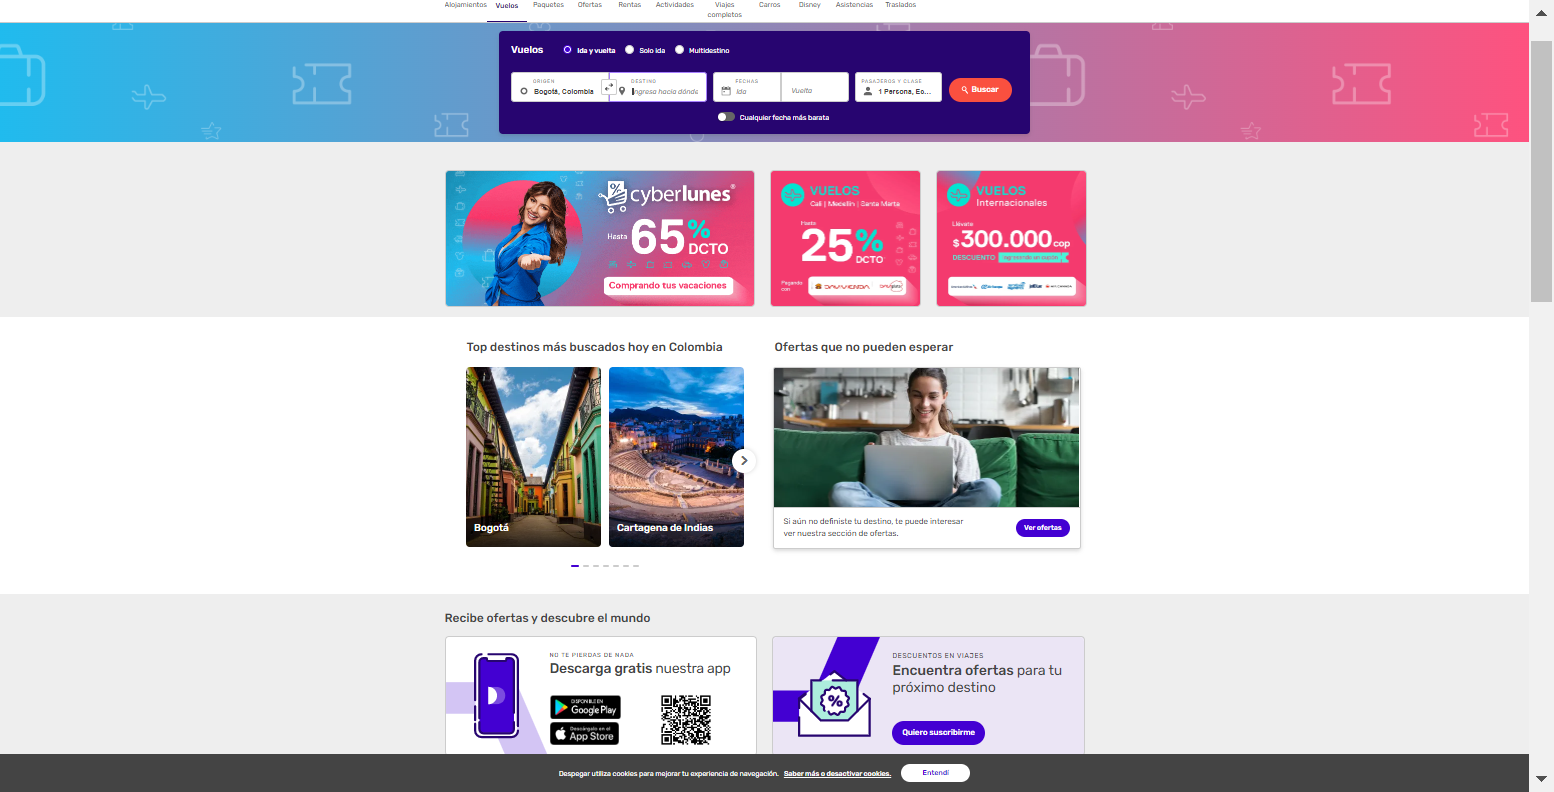 Alojamientos Vuelos Paquetes Ofertas Rentas Actividades Viajes completos Carros Disney Asistencias Traslados
Vuelos Ida y vuelta Solo ida Multidestino
ORIGEN DESTINO FECHAS PASAJEROS Y CLASE
Bogotá, Colombia Ingresa hacia dónde Ida Vuelta 1 Persona, Ec... Buscar
Cualquier fecha más barata
cyberlunes®
Hasta 65% DCTO
Comprando tus vacaciones
VUELOS
Cali | Medellín | Santa Marta
Hasta
25% DCTO
Pagando con
DAVIVIENDA
VUELOS
Internacionales
Llévate
$300.000 cop
DESCUENTO
Top destinos más buscados hoy en Colombia
Bogotá
Cartagena de Indias
Ofertas que no pueden esperar
Si aún no definiste tu destino, te puede interesar
ver nuestra sección de ofertas.
Ver ofertas
Recibe ofertas y descubre el mundo
NO TE PIERDAS DE NADA
Descarga gratis nuestra app
DISPONIBLE EN
Google Play
Descárgalo en el
App Store
DESCUENTOS EN VIAJES
Encuentra ofertas para tu
próximo destino
Quiero suscribirme
Despegar utiliza cookies para mejorar tu experiencia de navegación. Saber más o desactivar cookies. Entendí